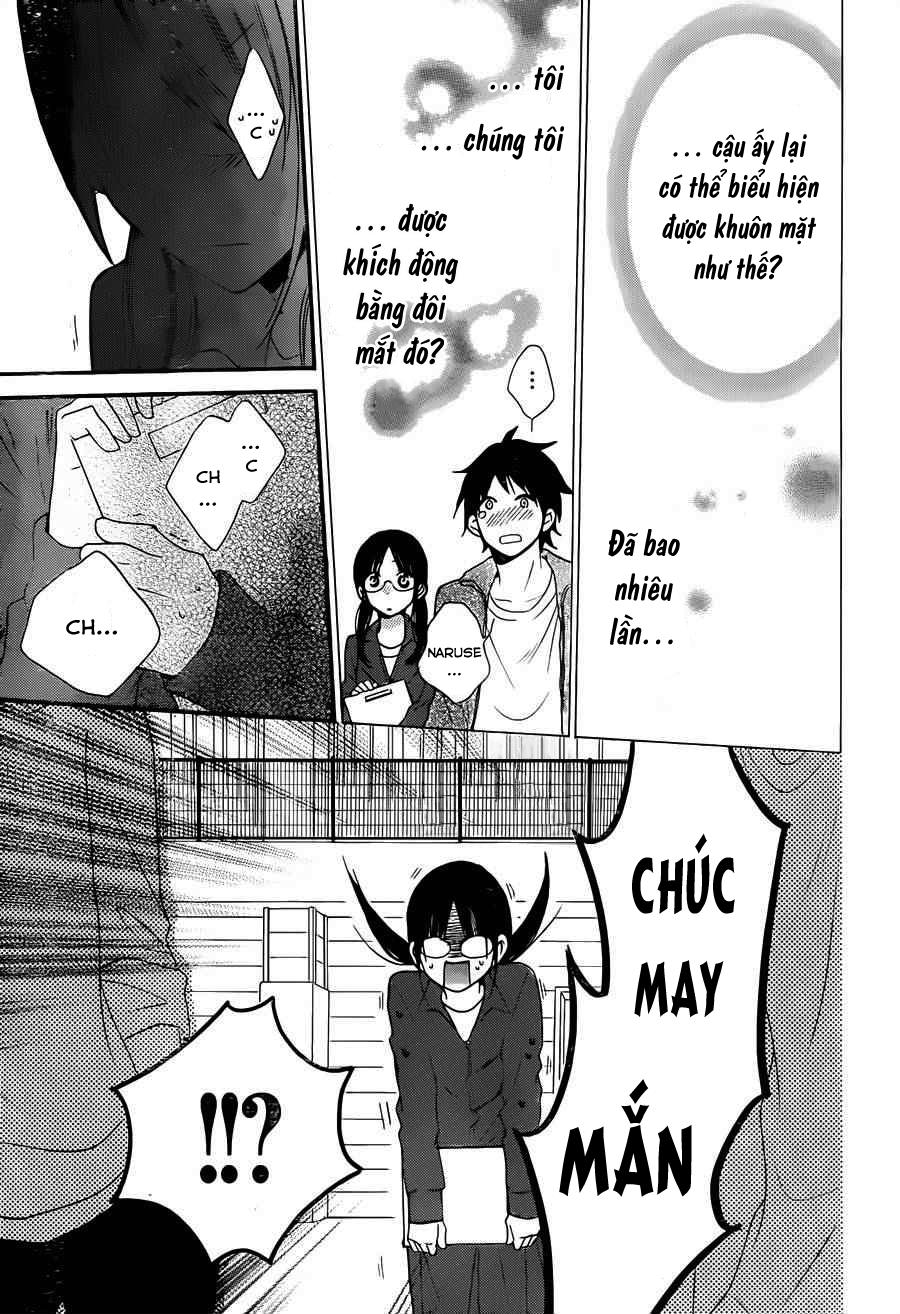 ... cậu ấy lại
có thể biểu hiện
được khuôn mặt
như thế?
Đã bao
nhiêu
lần...
... tôi
... chúng tôi
... được
khích động
bằng đôi
mắt đó?
...
NARUSE
...
...
C
...
C
CH
...
CH...
CHÚC
MAY
MẮN
!!?